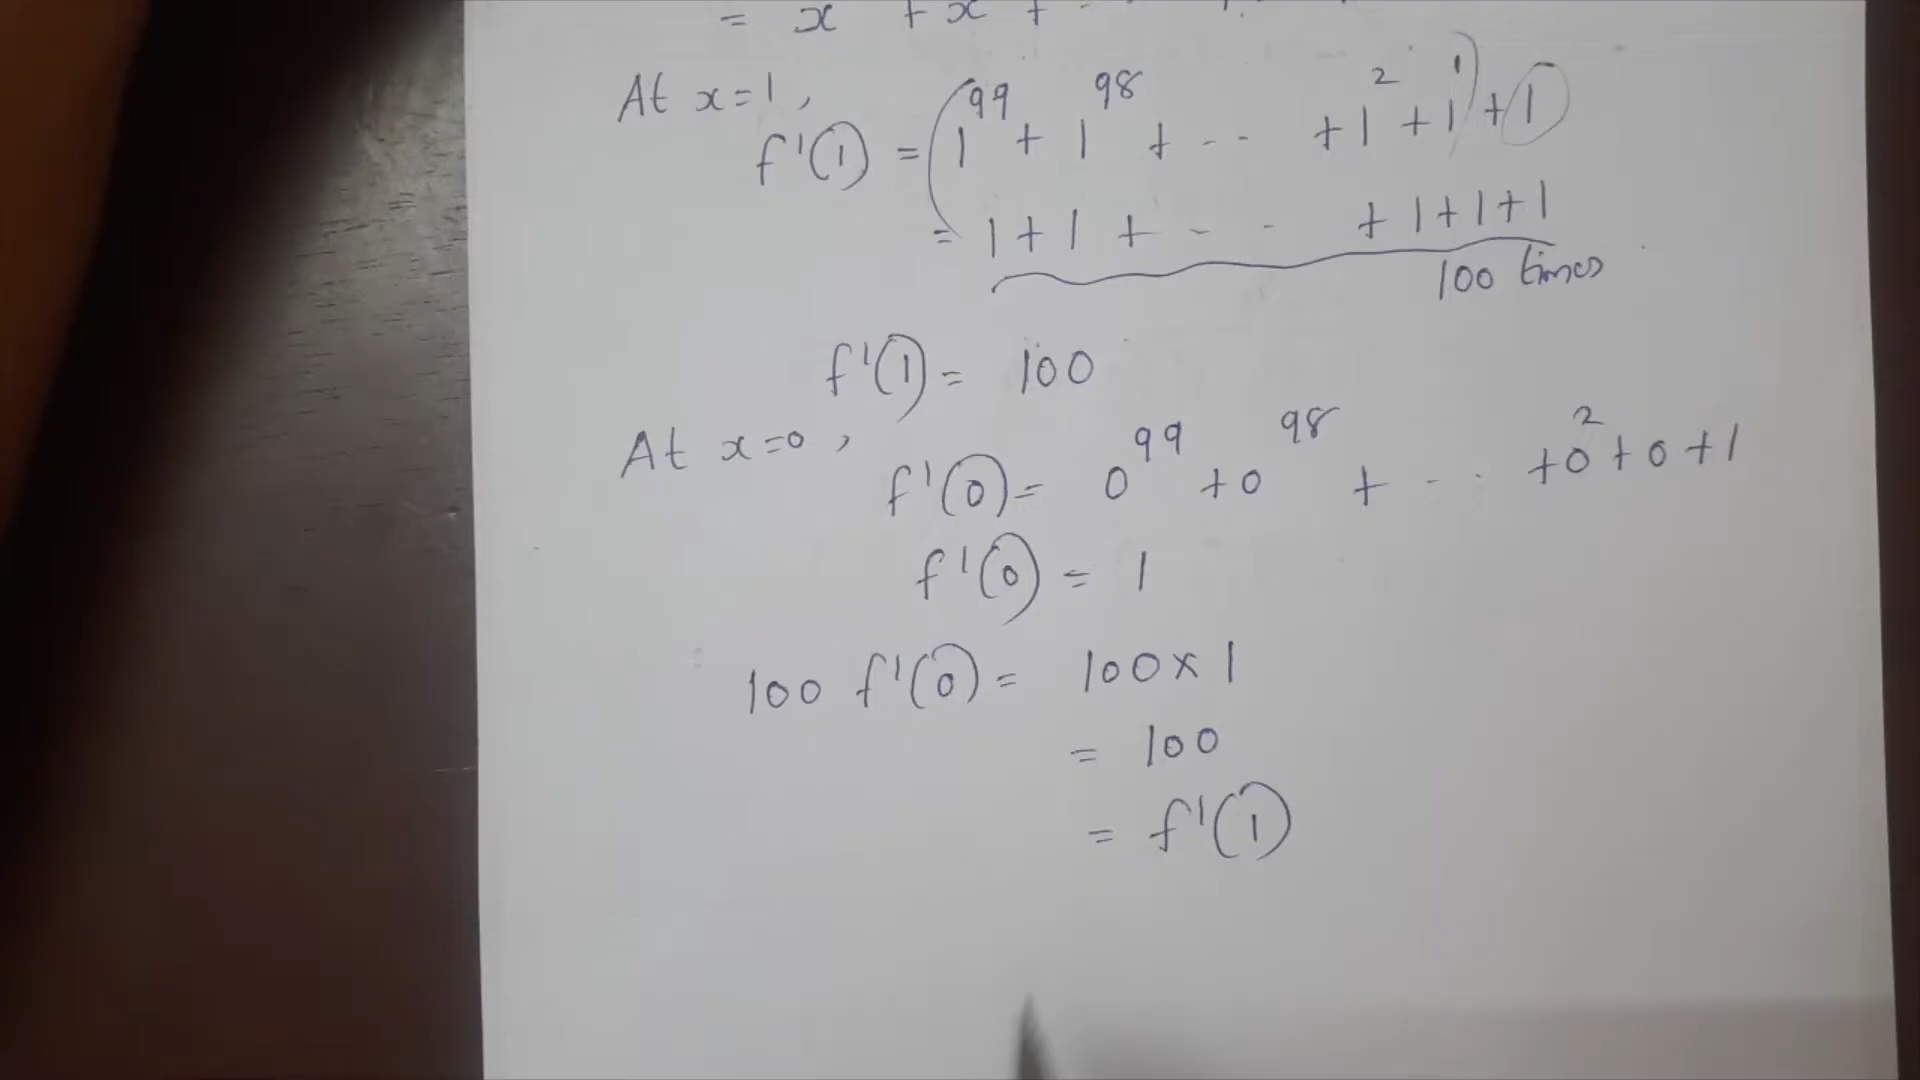 = x + x + - - .
At x=1,
f'(1) = (1^99 + 1^98 + - - - + 1^2 + 1^1) + 1
= 1 + 1 + - - + 1 + 1 + 1
100 times
f'(1) = 100
At x=0,
f'(0) = 0^99 + 0^98 + - - + 0^2 + 0 + 1
f'(0) = 1
100 f'(0) = 100 x 1
= 100
= f'(1)